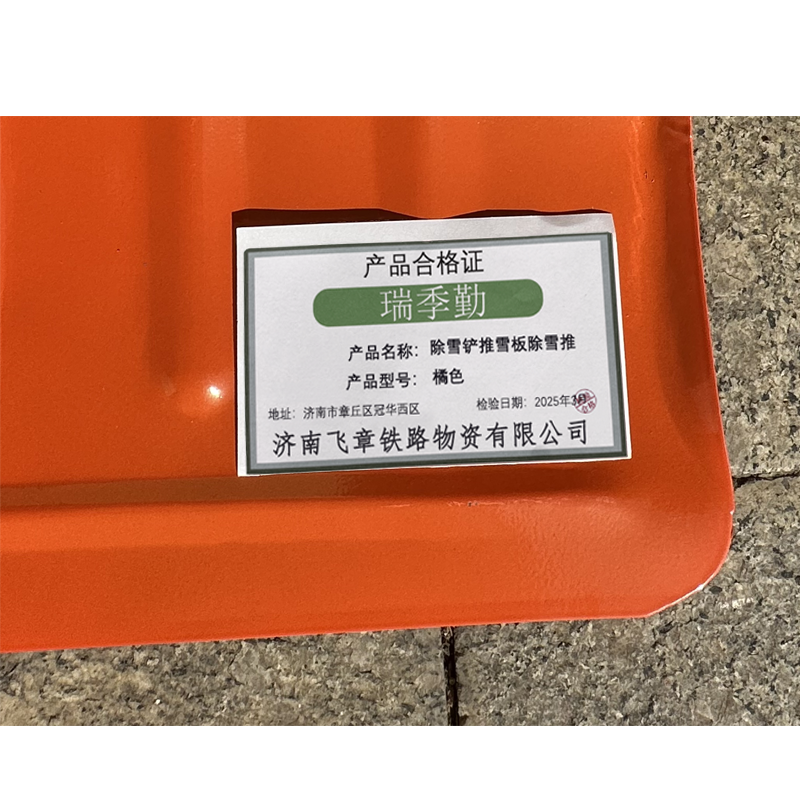 产品合格证
瑞季勤
产品名称：除雪铲推雪板除雪推
产品型号：橘色
地址：济南市章丘区冠华西区 检验日期：2025年3月
济南飞章铁路物资有限公司